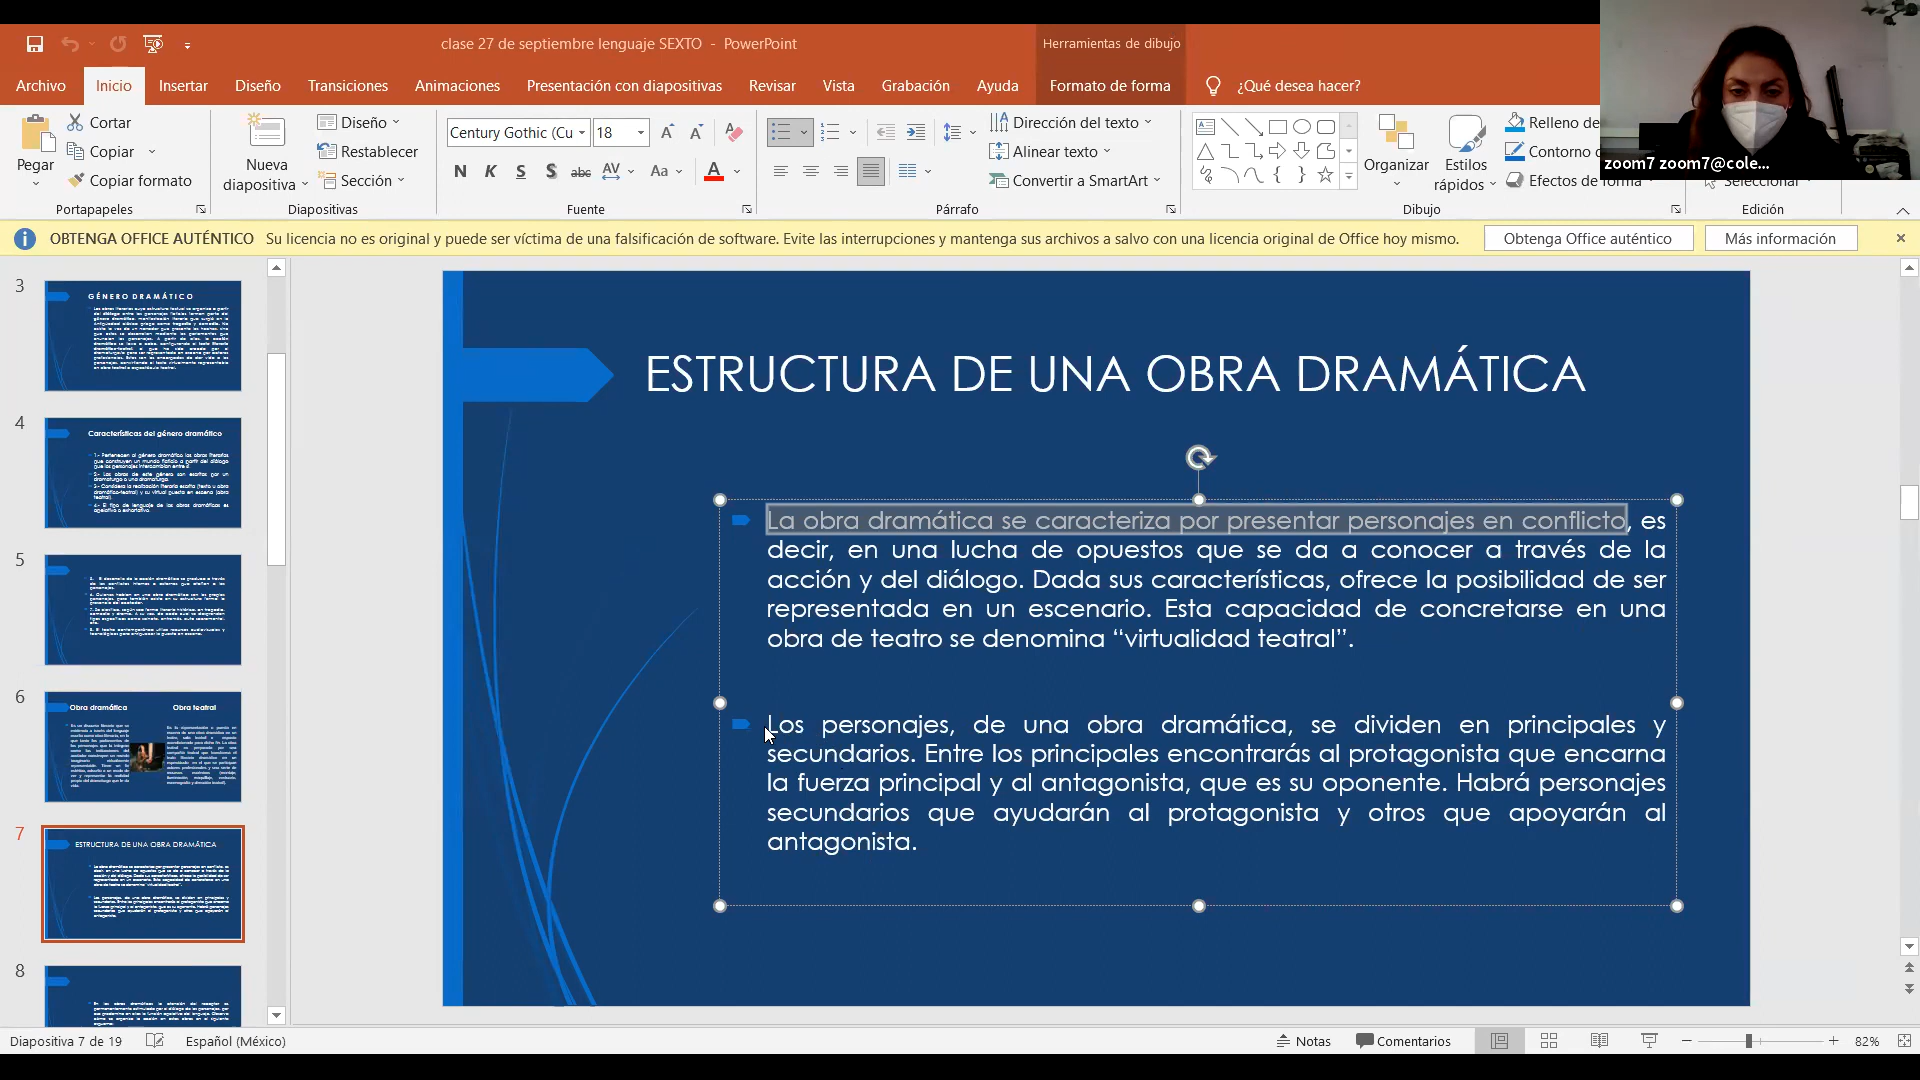 clase 27 de septiembre lenguaje SEXTO - PowerPoint
Herramientas de dibujo
Archivo Inicio Insertar Diseño Transiciones Animaciones Presentación con diapositivas Revisar Vista Grabación Ayuda Formato de forma ¿Qué desea hacer?
Pegar
Cortar
Copiar
Copiar formato
Portapapeles
Nueva diapositiva
Diseño
Restablecer
Sección
Diapositivas
Century Gothic (Cu 18
N K S S abc AV Aa A
Fuente
Dirección del texto
Alinear texto
Convertir a SmartArt
Párrafo
Organizar
Estilos rápidos
Relleno de
Contorno
Efectos de forma
Dibujo
Seleccionar
Edición
zoom7 zoom7@cole...
OBTENGA OFFICE AUTÉNTICO Su licencia no es original y puede ser víctima de una falsificación de software. Evite las interrupciones y mantenga sus archivos a salvo con una licencia original de Office hoy mismo. Obtenga Office auténtico Más información
3
GÉNERO DRAMÁTICO
4
Características del género dramático
5
6
Obra dramática Obra teatral
7
ESTRUCTURA DE UNA OBRA DRAMÁTICA
8
ESTRUCTURA DE UNA OBRA DRAMÁTICA
La obra dramática se caracteriza por presentar personajes en conflicto, es
decir, en una lucha de opuestos que se da a conocer a través de la
acción y del diálogo. Dada sus características, ofrece la posibilidad de ser
representada en un escenario. Esta capacidad de concretarse en una
obra de teatro se denomina “virtualidad teatral”.
Los personajes, de una obra dramática, se dividen en principales y
secundarios. Entre los principales encontrarás al protagonista que encarna
la fuerza principal y al antagonista, que es su oponente. Habrá personajes
secundarios que ayudarán al protagonista y otros que apoyarán al
antagonista.
Diapositiva 7 de 19 Español (México) Notas Comentarios 82%